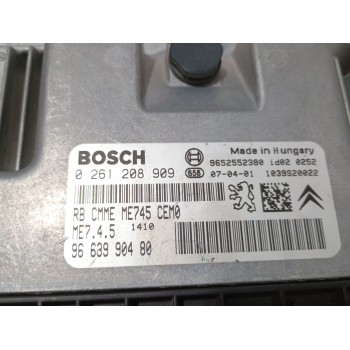 Made in Hungary
BOSCH 9652552380 id02 0252
0 261 208 909 658 07-04-01 1039S20022
RB CMME ME745 CEM0
ME7.4.5 1410
96 639 904 80